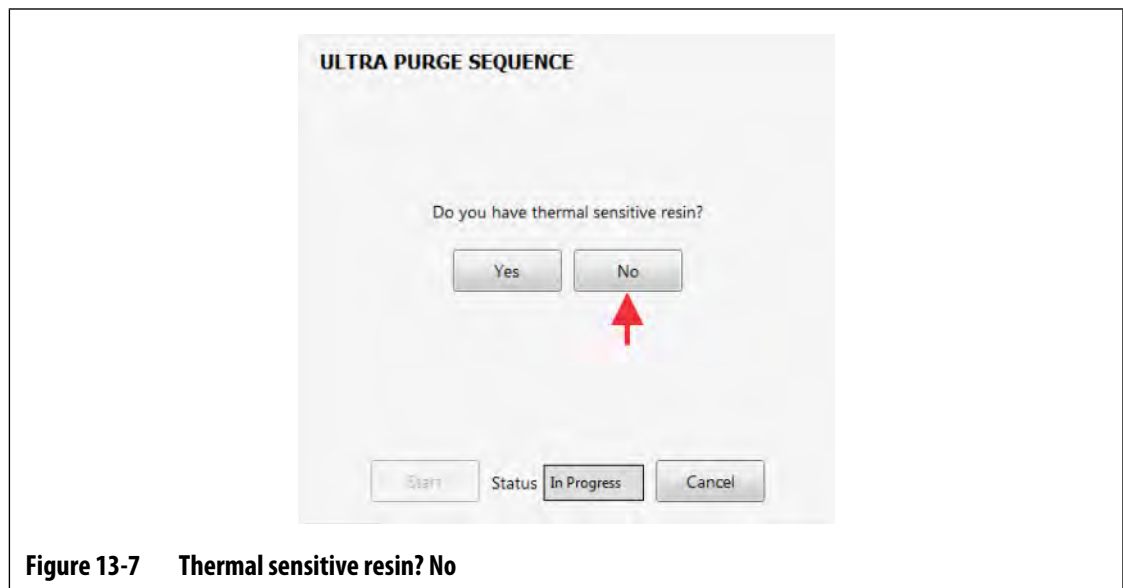 ULTRA PURGE SEQUENCE
Do you have thermal sensitive resin?
Yes No
Start Status In Progress Cancel
Figure 13-7 Thermal sensitive resin? No